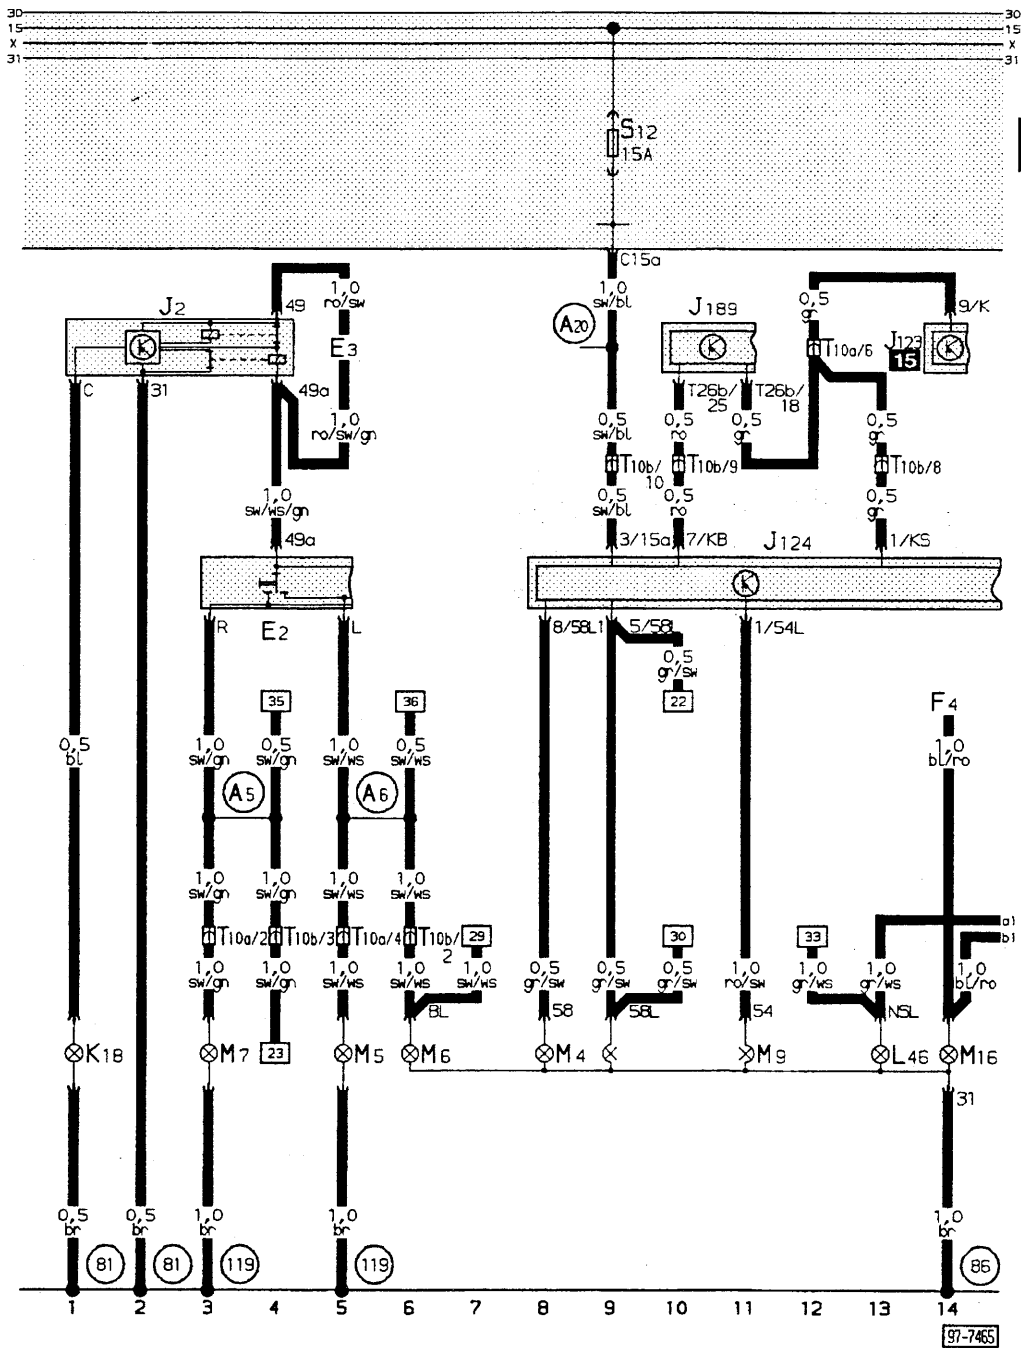 30 30
15 15
X X
31 31
S12
15A
C15a
1,0
ro/sw
1,0
sw/bl
0,5
gr
9/K
J2
49
A20
J189
E3
T10a/6
J123
15
C
31
49a
T26b/
25
T26b/
18
1,0
ro/sw/gn
0,5
sw/bl
0,5
ro
0,5
gr
0,5
gr
T10b/
10
T10b/9
T10b/8
1,0
sw/ws/gn
0,5
sw/bl
0,5
ro
0,5
gr
49a
3/15a
7/KB
J124
1/KS
R
E2
L
8/58L1
5/58L
1/54L
0,5
gr/sw
35
36
22
F4
0,5
bl
1,0
sw/gn
0,5
sw/gn
1,0
sw/ws
0,5
sw/ws
1,0
bl/ro
A5
A6
1,0
sw/gn
1,0
sw/gn
1,0
sw/ws
1,0
sw/ws
a1
b1
T10a/2
T10b/3
T10a/4
T10b/
2
29
30
33
1,0
sw/gn
1,0
sw/gn
1,0
sw/ws
1,0
sw/ws
1,0
sw/ws
0,5
gr/sw
0,5
gr/sw
0,5
gr/sw
1,0
ro/sw
1,0
gr/ws
1,0
gr/ws
1,0
bl/ro
BL
58
58L
54
NSL
K18
M7
23
M5
M6
M4
M9
L46
M16
31
0,5
br
0,5
br
1,0
br
1,0
br
1,0
br
81
81
119
119
86
1 2 3 4 5 6 7 8 9 10 11 12 13 14
97-7465